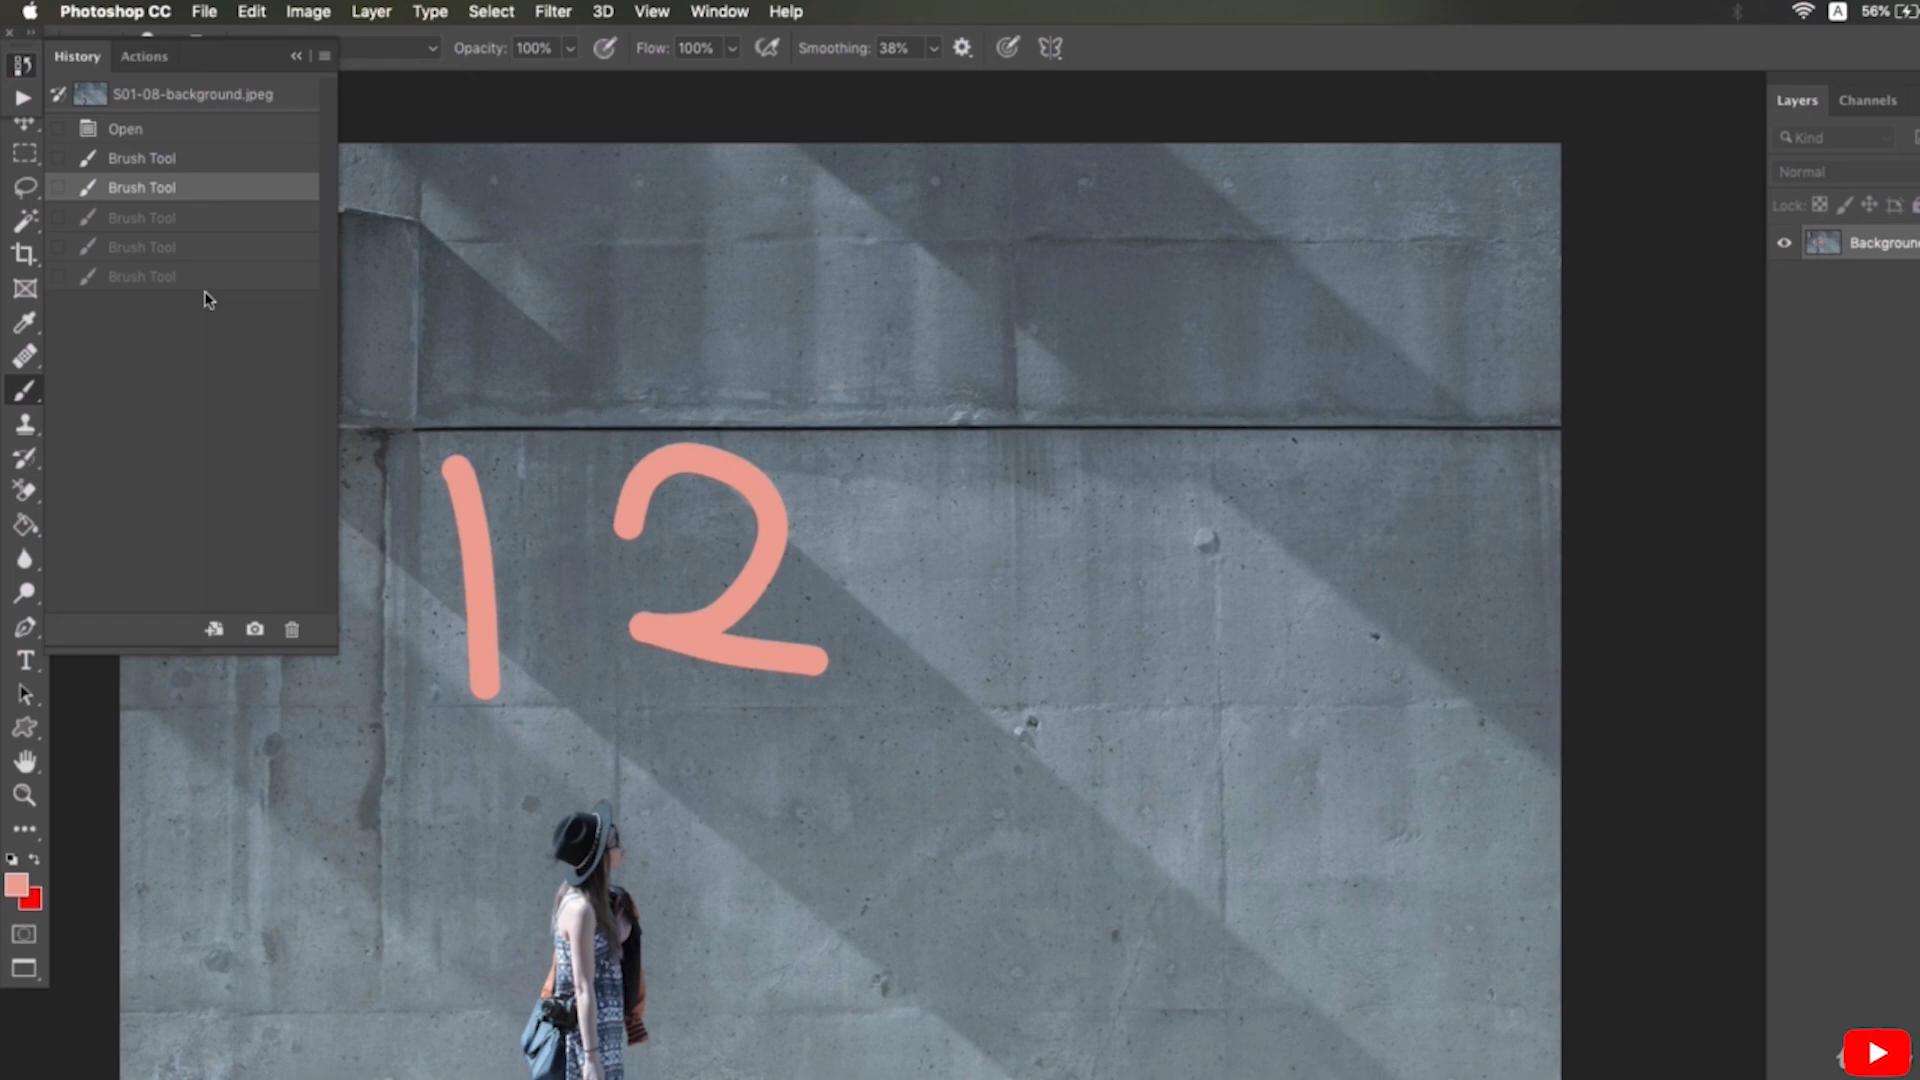 Photoshop CC File Edit Image Layer Type Select Filter 3D View Window Help A 56%
Opacity: 100% Flow: 100% Smoothing: 38%
History Actions
S01-08-background.jpeg
Open
Brush Tool
Brush Tool
Brush Tool
Brush Tool
Brush Tool
12
Layers Channels
Kind
Normal
Lock:
Background